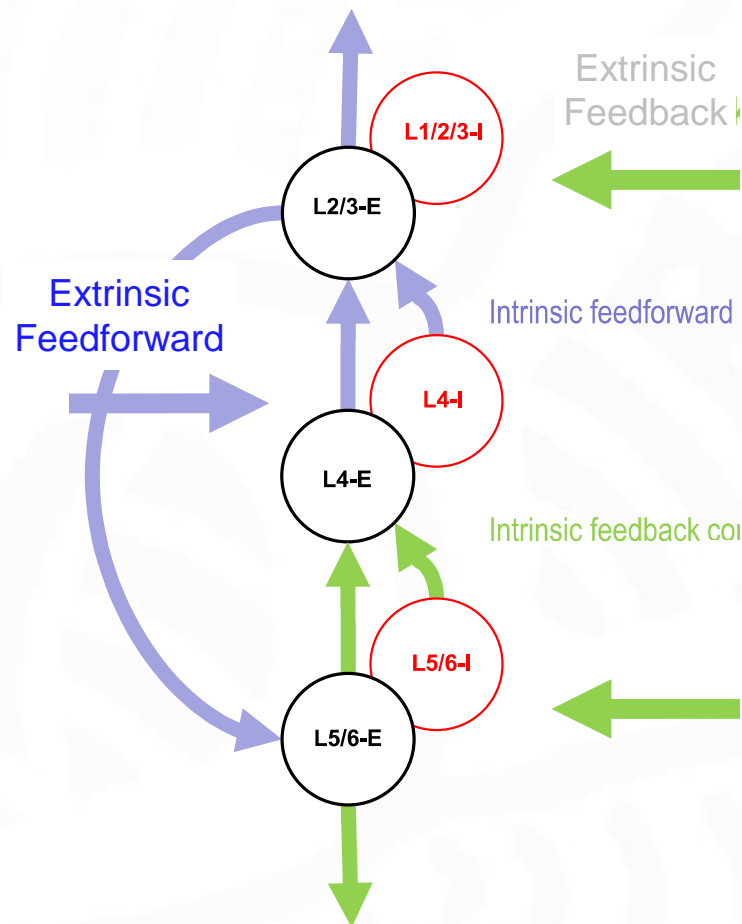 Extrinsic
Feedback
L1/2/3-I
L2/3-E
Extrinsic
Feedforward
Intrinsic feedforward
L4-I
L4-E
Intrinsic feedback
L5/6-I
L5/6-E